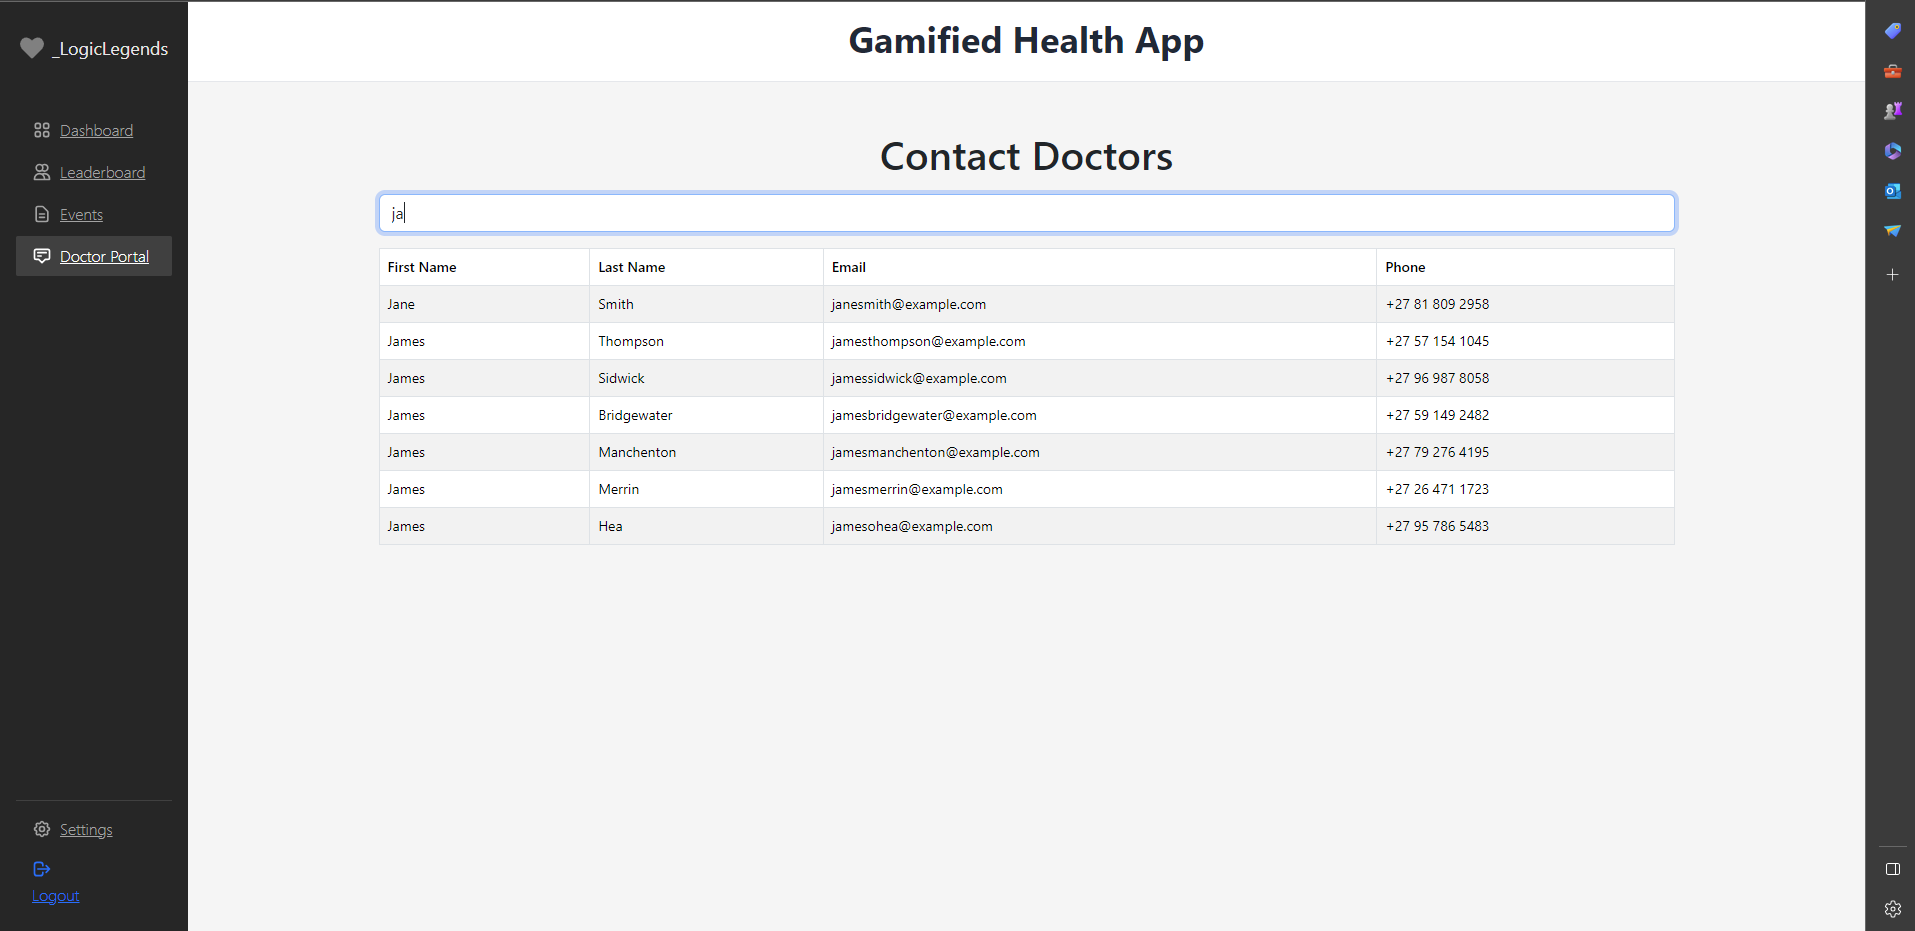 _LogicLegends
Dashboard
Leaderboard
Events
Doctor Portal
Settings
Logout
Gamified Health App
Contact Doctors
ja
First Name Last Name Email Phone
Jane Smith janesmith@example.com +27 81 809 2958
James Thompson jamesthompson@example.com +27 57 154 1045
James Sidwick jamessidwick@example.com +27 96 987 8058
James Bridgewater jamesbridgewater@example.com +27 59 149 2482
James Manchenton jamesmanchenton@example.com +27 79 276 4195
James Merrin jamesmerrin@example.com +27 26 471 1723
James Hea jamesohea@example.com +27 95 786 5483